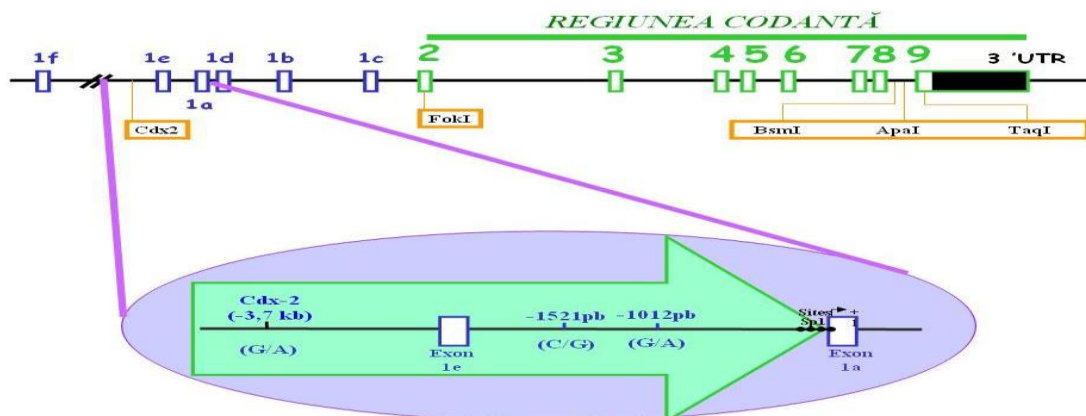 REGIUNEA CODANTĂ
1f 1e 1d 1b 1c 2 3 4 5 6 7 8 9 3 'UTR
1a
Cdx2 FokI BsmI ApaI TaqI
Cdx-2
(-3,7 kb)
(G/A)
Exon
1e
-1521pb
(C/G)
-1012pb
(G/A)
Sites
Sp1
+1
Exon
1a